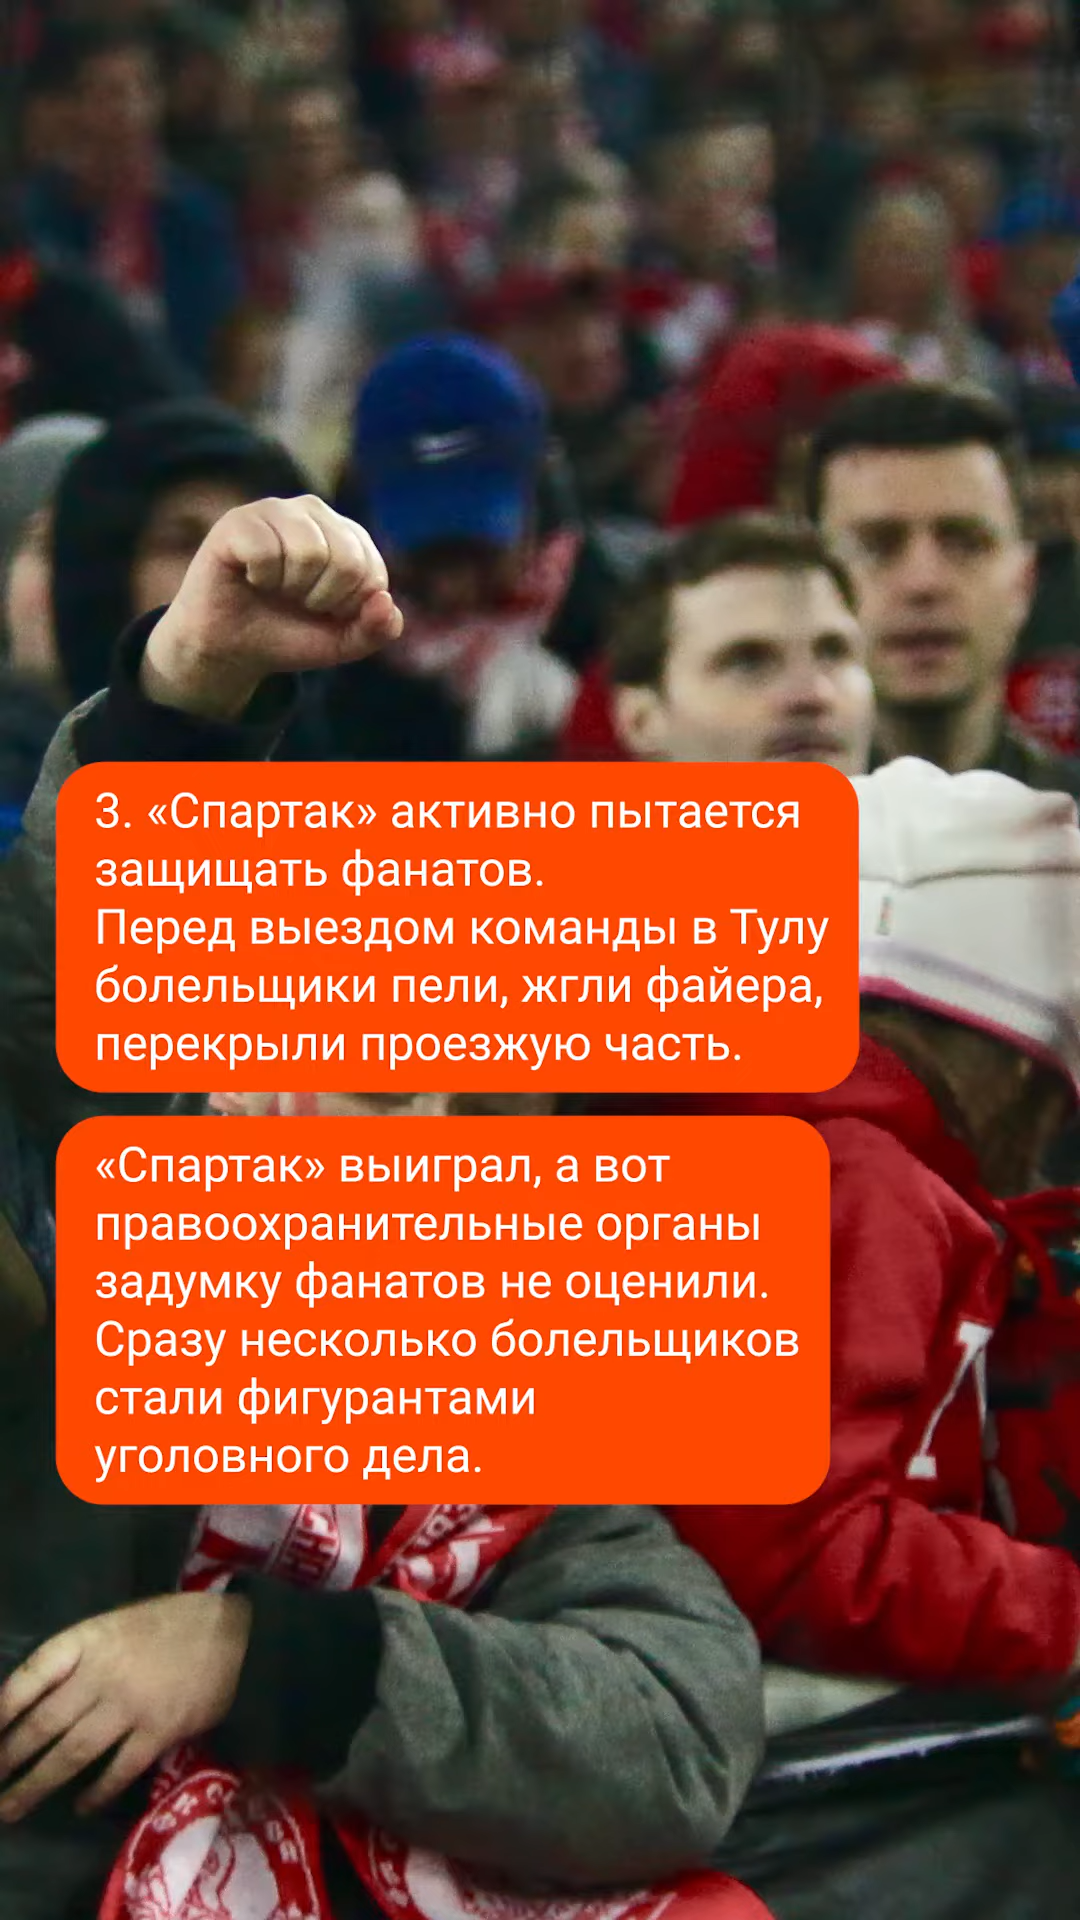 3. «Спартак» активно пытается
защищать фанатов.
Перед выездом команды в Тулу
болельщики пели, жгли файера,
перекрыли проезжую часть.
«Спартак» выиграл, а вот
правоохранительные органы
задумку фанатов не оценили.
Сразу несколько болельщиков
стали фигурантами
уголовного дела.